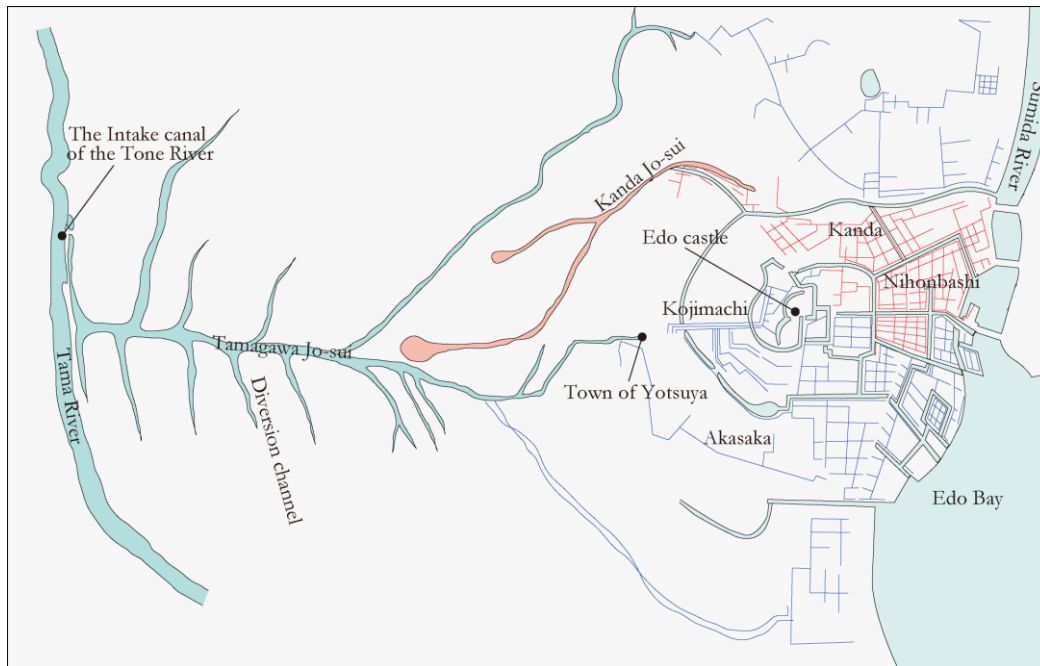 The Intake canal
of the Tone River
Sumida River
Kanda Jo-sui
Kanda
Edo castle
Nihonbashi
Kojimachi
Tamagawa Jo-sui
Tama River
Diversion channel
Town of Yotsuya
Akasaka
Edo Bay